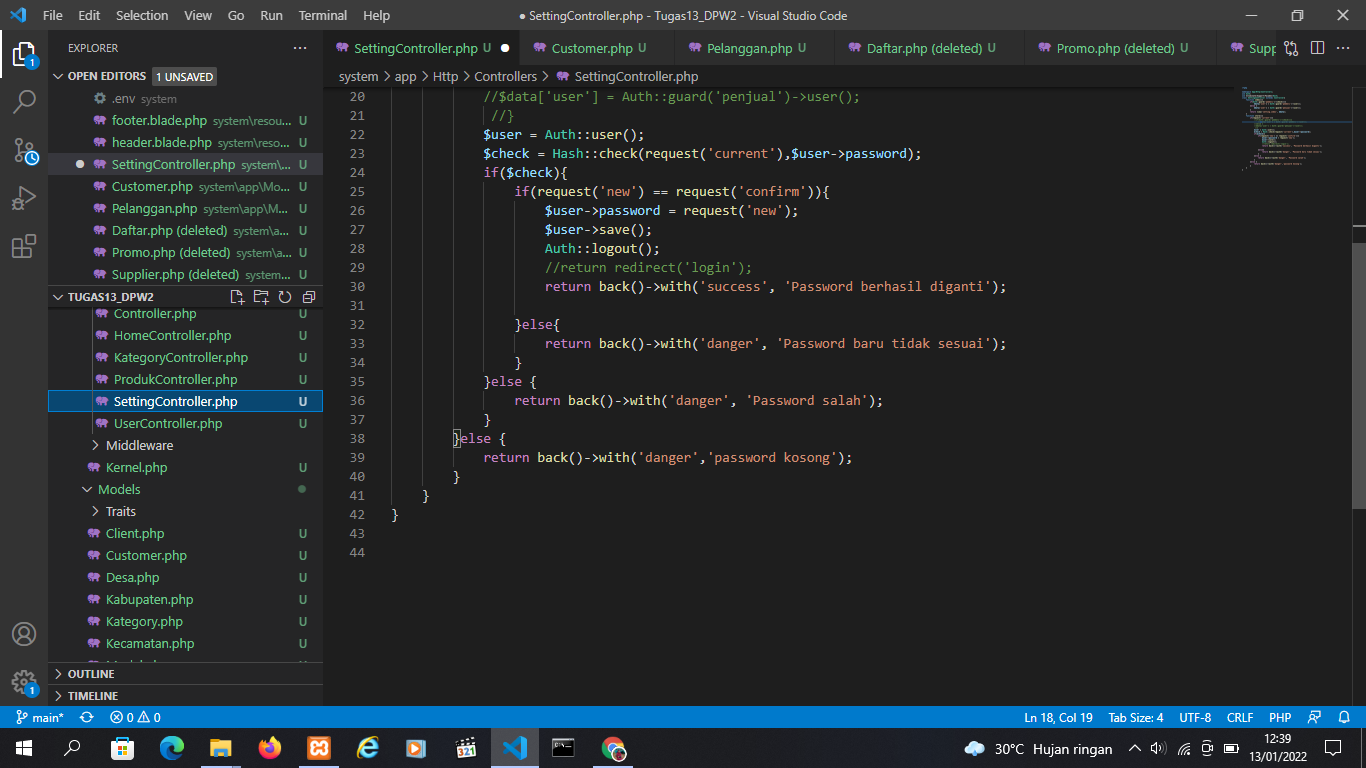 File Edit Selection View Go Run Terminal Help
● SettingController.php - Tugas13_DPW2 - Visual Studio Code
EXPLORER
SettingController.php U
Customer.php U
Pelanggan.php U
Daftar.php (deleted) U
Promo.php (deleted) U
Supp
system > app > Http > Controllers > SettingController.php
OPEN EDITORS 1 UNSAVED
.env system
footer.blade.php system\resou... U
header.blade.php system\reso... U
SettingController.php system\... U
Customer.php system\app\Mo... U
Pelanggan.php system\app\M... U
Daftar.php (deleted) system\a... U
Promo.php (deleted) system\a... U
Supplier.php (deleted) system... U
TUGAS13_DPW2
Controller.php U
HomeController.php U
KategoryController.php U
ProdukController.php U
SettingController.php U
UserController.php U
Middleware
Kernel.php U
Models
Traits
Client.php U
Customer.php U
Desa.php U
Kabupaten.php U
Kategory.php U
Kecamatan.php U
OUTLINE
TIMELINE
20 //$data['user'] = Auth::guard('penjual')->user();
21 //}
22 $user = Auth::user();
23 $check = Hash::check(request('current'),$user->password);
24 if($check){
25 if(request('new') == request('confirm')){
26 $user->password = request('new');
27 $user->save();
28 Auth::logout();
29 //return redirect('login');
30 return back()->with('success', 'Password berhasil diganti');
31
32 }else{
33 return back()->with('danger', 'Password baru tidak sesuai');
34 }
35 }else {
36 return back()->with('danger', 'Password salah');
37 }
38 }else {
39 return back()->with('danger','password kosong');
40 }
41 }
42 }
43
44
1
1
main* 0 0
Ln 18, Col 19 Tab Size: 4 UTF-8 CRLF PHP
321
30°C Hujan ringan
12:39
13/01/2022